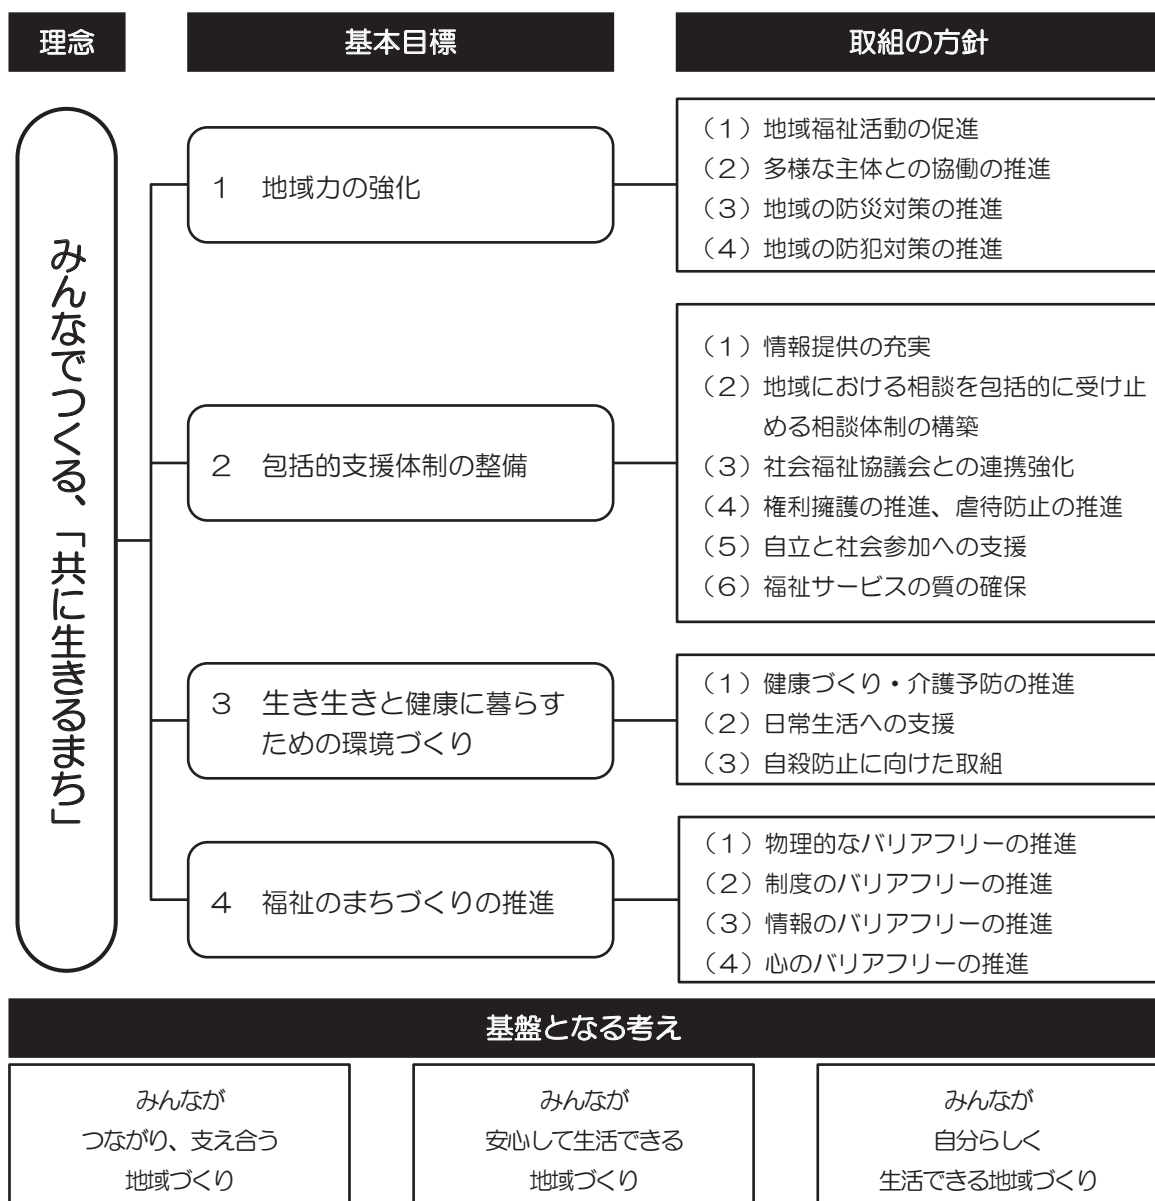 理念
基本目標
取組の方針
みんなでつくる、「共に生きるまち」
1 地域力の強化
(1)地域福祉活動の促進
(2)多様な主体との協働の推進
(3)地域の防災対策の推進
(4)地域の防犯対策の推進
2 包括的支援体制の整備
(1)情報提供の充実
(2)地域における相談を包括的に受け止
める相談体制の構築
(3)社会福祉協議会との連携強化
(4)権利擁護の推進、虐待防止の推進
(5)自立と社会参加への支援
(6)福祉サービスの質の確保
3 生き生きと健康に暮らす
ための環境づくり
(1)健康づくり・介護予防の推進
(2)日常生活への支援
(3)自殺防止に向けた取組
4 福祉のまちづくりの推進
(1)物理的なバリアフリーの推進
(2)制度のバリアフリーの推進
(3)情報のバリアフリーの推進
(4)心のバリアフリーの推進
基盤となる考え
みんなが
つながり、支え合う
地域づくり
みんなが
安心して生活できる
地域づくり
みんなが
自分らしく
生活できる地域づくり